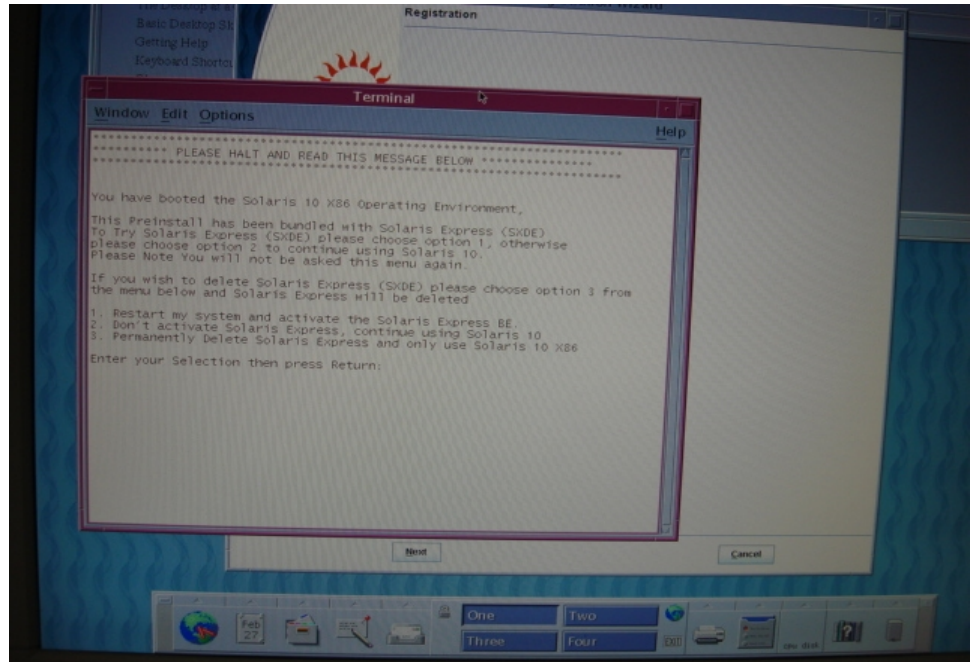 Basic Desktop Sk
Getting Help
Keyboard Shortcu
Registration
Terminal
Window Edit Options
Help
PLEASE HALT AND READ THIS MESSAGE BELOW
You have booted the Solaris 10 X86 Operating Environment,
This Preinstall has been bundled with Solaris Express (SXDE)
To Try Solaris Express (SXDE) please choose option 1, otherwise
please choose option 2 to continue using Solaris 10.
Please Note You will not be asked this menu again.
If you wish to delete Solaris Express (SXDE) please choose option 3 from
the menu below and Solaris Express will be deleted
1. Restart my system and activate the Solaris Express BE.
2. Don't activate Solaris Express, continue using Solaris 10
3. Permanently Delete Solaris Express and only use Solaris 10 X86
Enter your Selection then press Return:
Next
Cancel
Feb
27
One
Two
Three
Four
EXIT